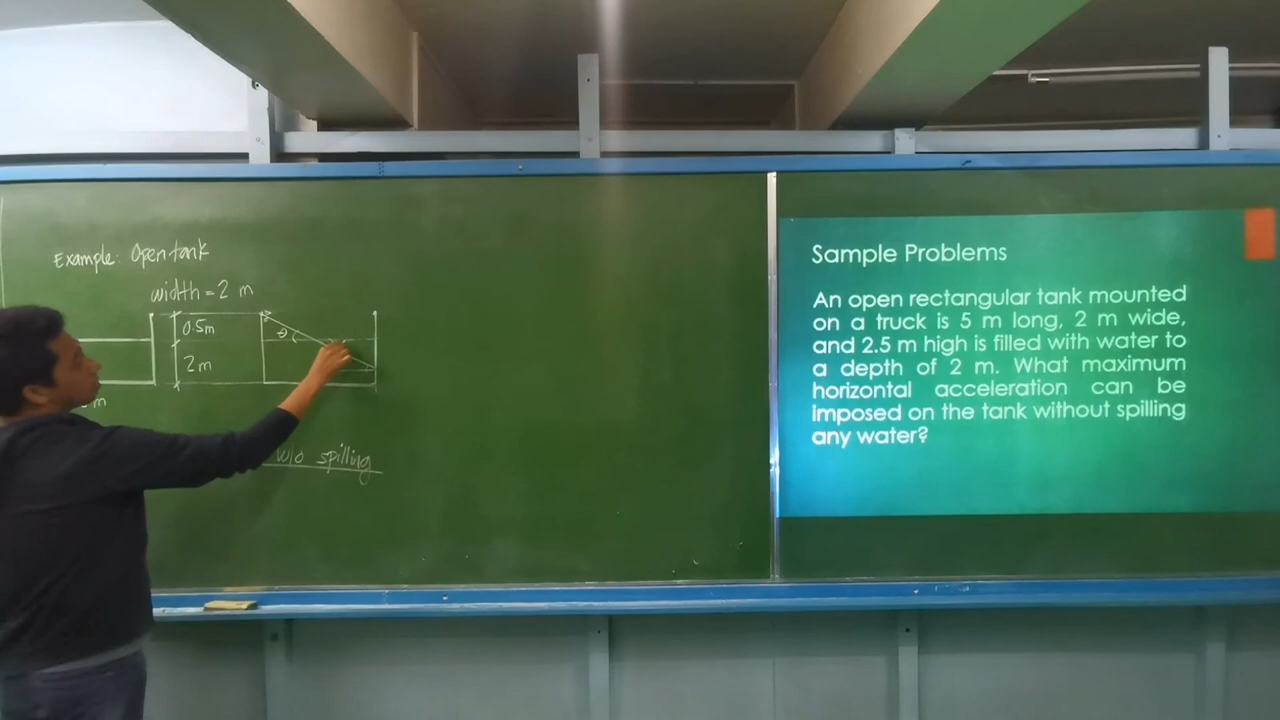 Example: Open tank
width = 2 m
0.5m
θ
2m
m
w/o spilling
Sample Problems
An open rectangular tank mounted
on a truck is 5 m long, 2 m wide,
and 2.5 m high is filled with water to
a depth of 2 m. What maximum
horizontal acceleration can be
imposed on the tank without spilling
any water?